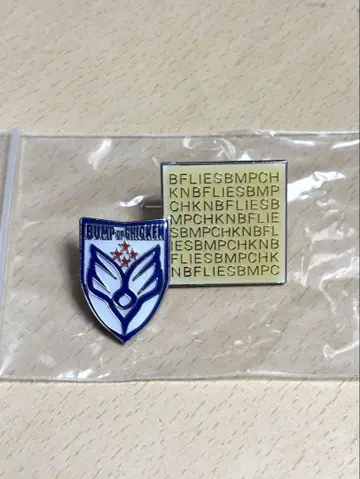 BUMP OF CHICKEN
BFLIESBMPCH
KNBFLIESBMP
CHKNBFLIESB
MPCHKNBFLIE
SBMPCHKNBFL
IESBMPCHKNB
FLIESBMPCHK
NBFLIESBMPC